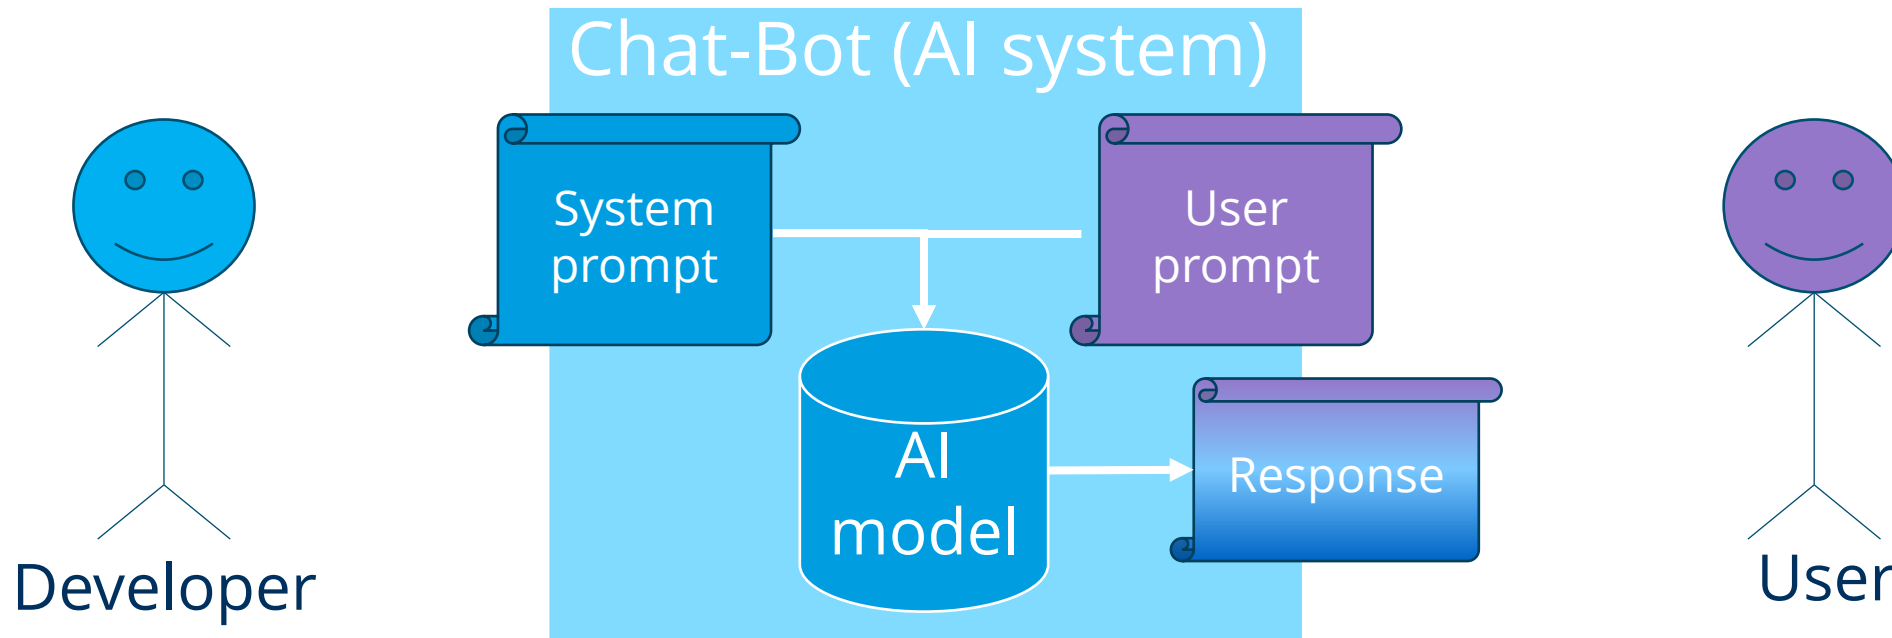 Chat-Bot (AI system)
System
prompt
User
prompt
AI
model
Response
Developer
User